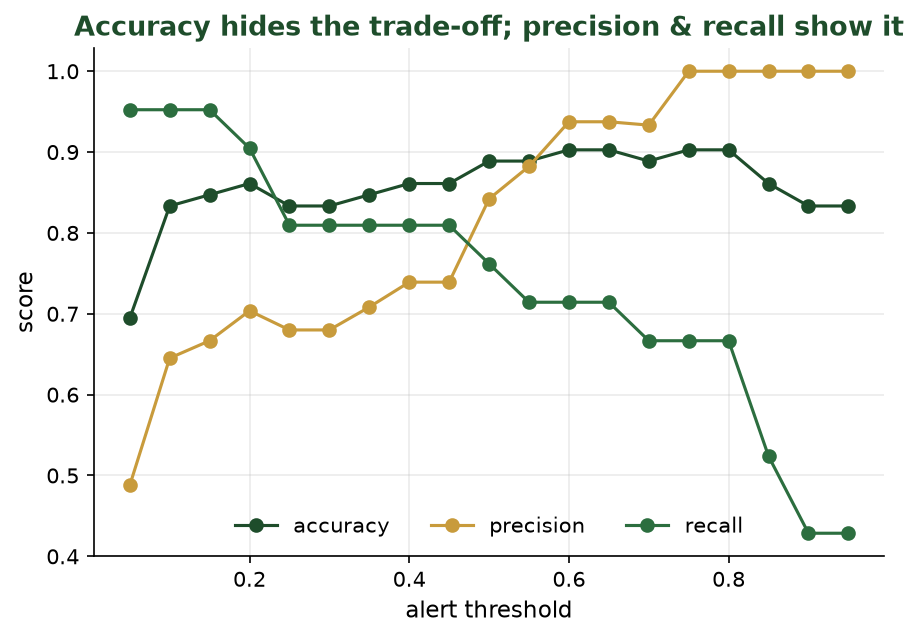 Accuracy hides the trade-off; precision & recall show it
1.0
0.9
0.8
0.7
0.6
0.5
0.4
score
accuracy precision recall
0.2 0.4 0.6 0.8
alert threshold